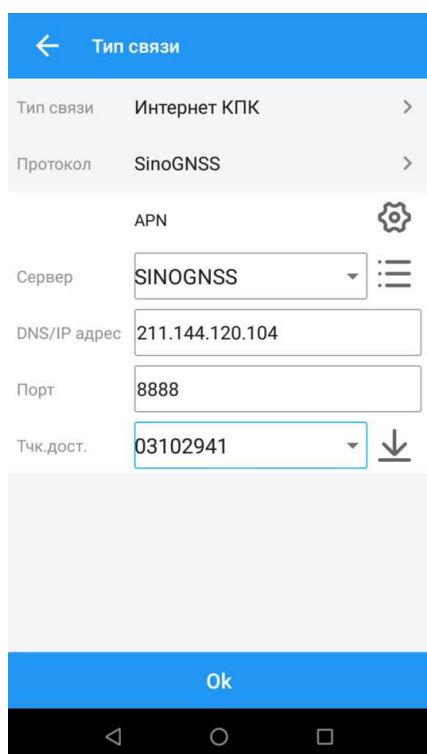 Тип связи
Тип связи Интернет КПК
Протокол SinoGNSS
APN
Сервер SINOGNSS
DNS/IP адрес 211.144.120.104
Порт 8888
Тчк.дост. 03102941
Ok